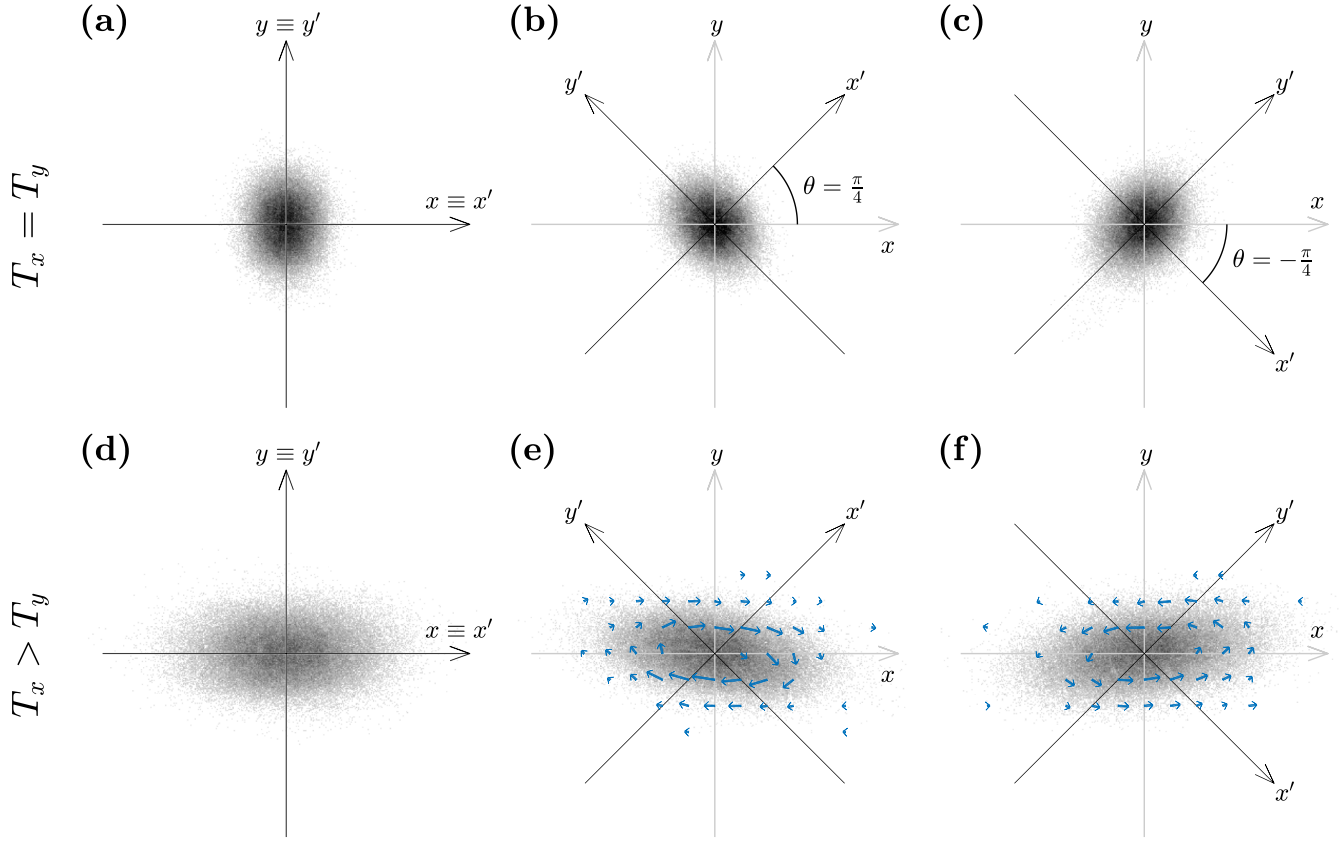 (a)
y ≡ y′
x ≡ x′
(b)
y
y′
x′
θ = π/4
x
(c)
y
y′
x
θ = −π/4
x′
T_x = T_y
(d)
y ≡ y′
x ≡ x′
(e)
y
y′
x′
x
(f)
y
y′
x
x′
T_x > T_y